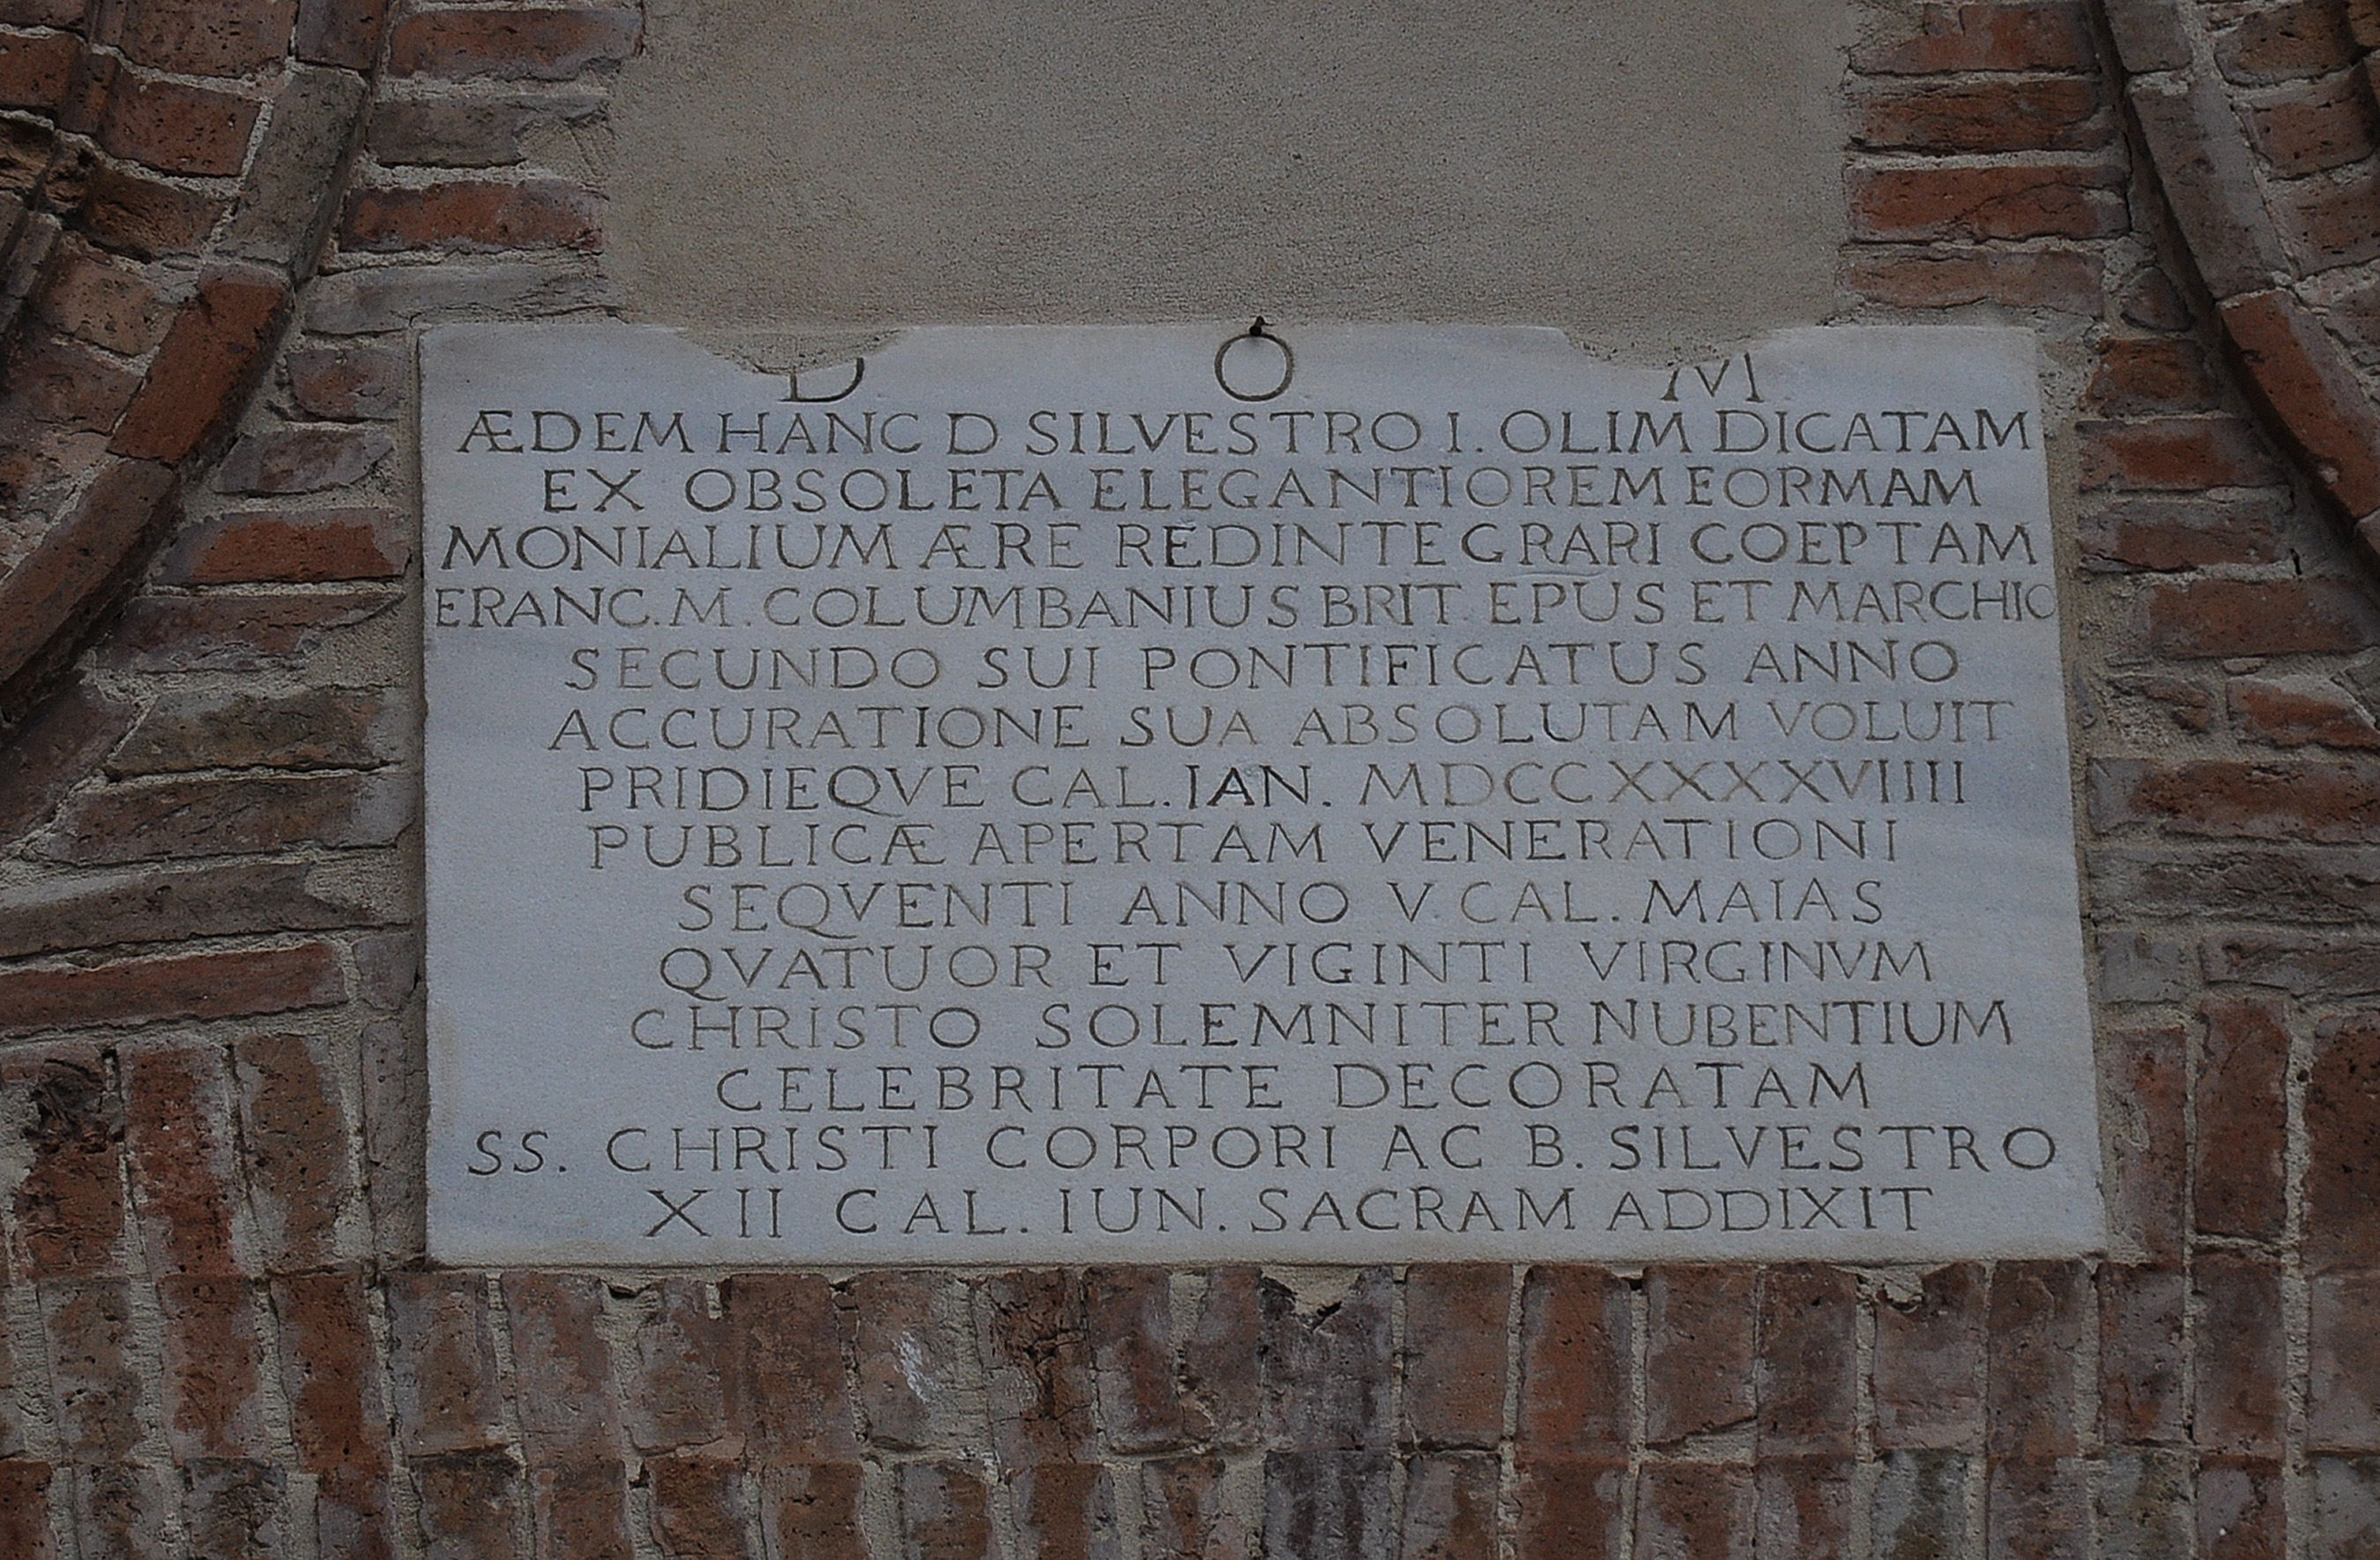 D O M
ÆDEM HANC D SILVESTRO I. OLIM DICATAM
EX OBSOLETA ELEGANTIOREM EORMAM
MONIALIUM ÆRE REDINTEGRARI COEPTAM
ERANC. M. COLUMBANIUS BRIT. EPUS ET MARCHIO
SECUNDO SUI PONTIFICATUS ANNO
ACCURATIONE SUA ABSOLUTAM VOLUIT
PRIDIEQVE CAL. IAN. MDCCXXXXVIIII
PUBLICÆ APERTAM VENERATIONI
SEQVENTI ANNO V. CAL. MAIAS
QVATUOR ET VIGINTI VIRGINVM
CHRISTO SOLEMNITER NUBENTIUM
CELEBRITATE DECORATAM
SS. CHRISTI CORPORI AC B. SILVESTRO
XII CAL. IUN. SACRAM ADDIXIT